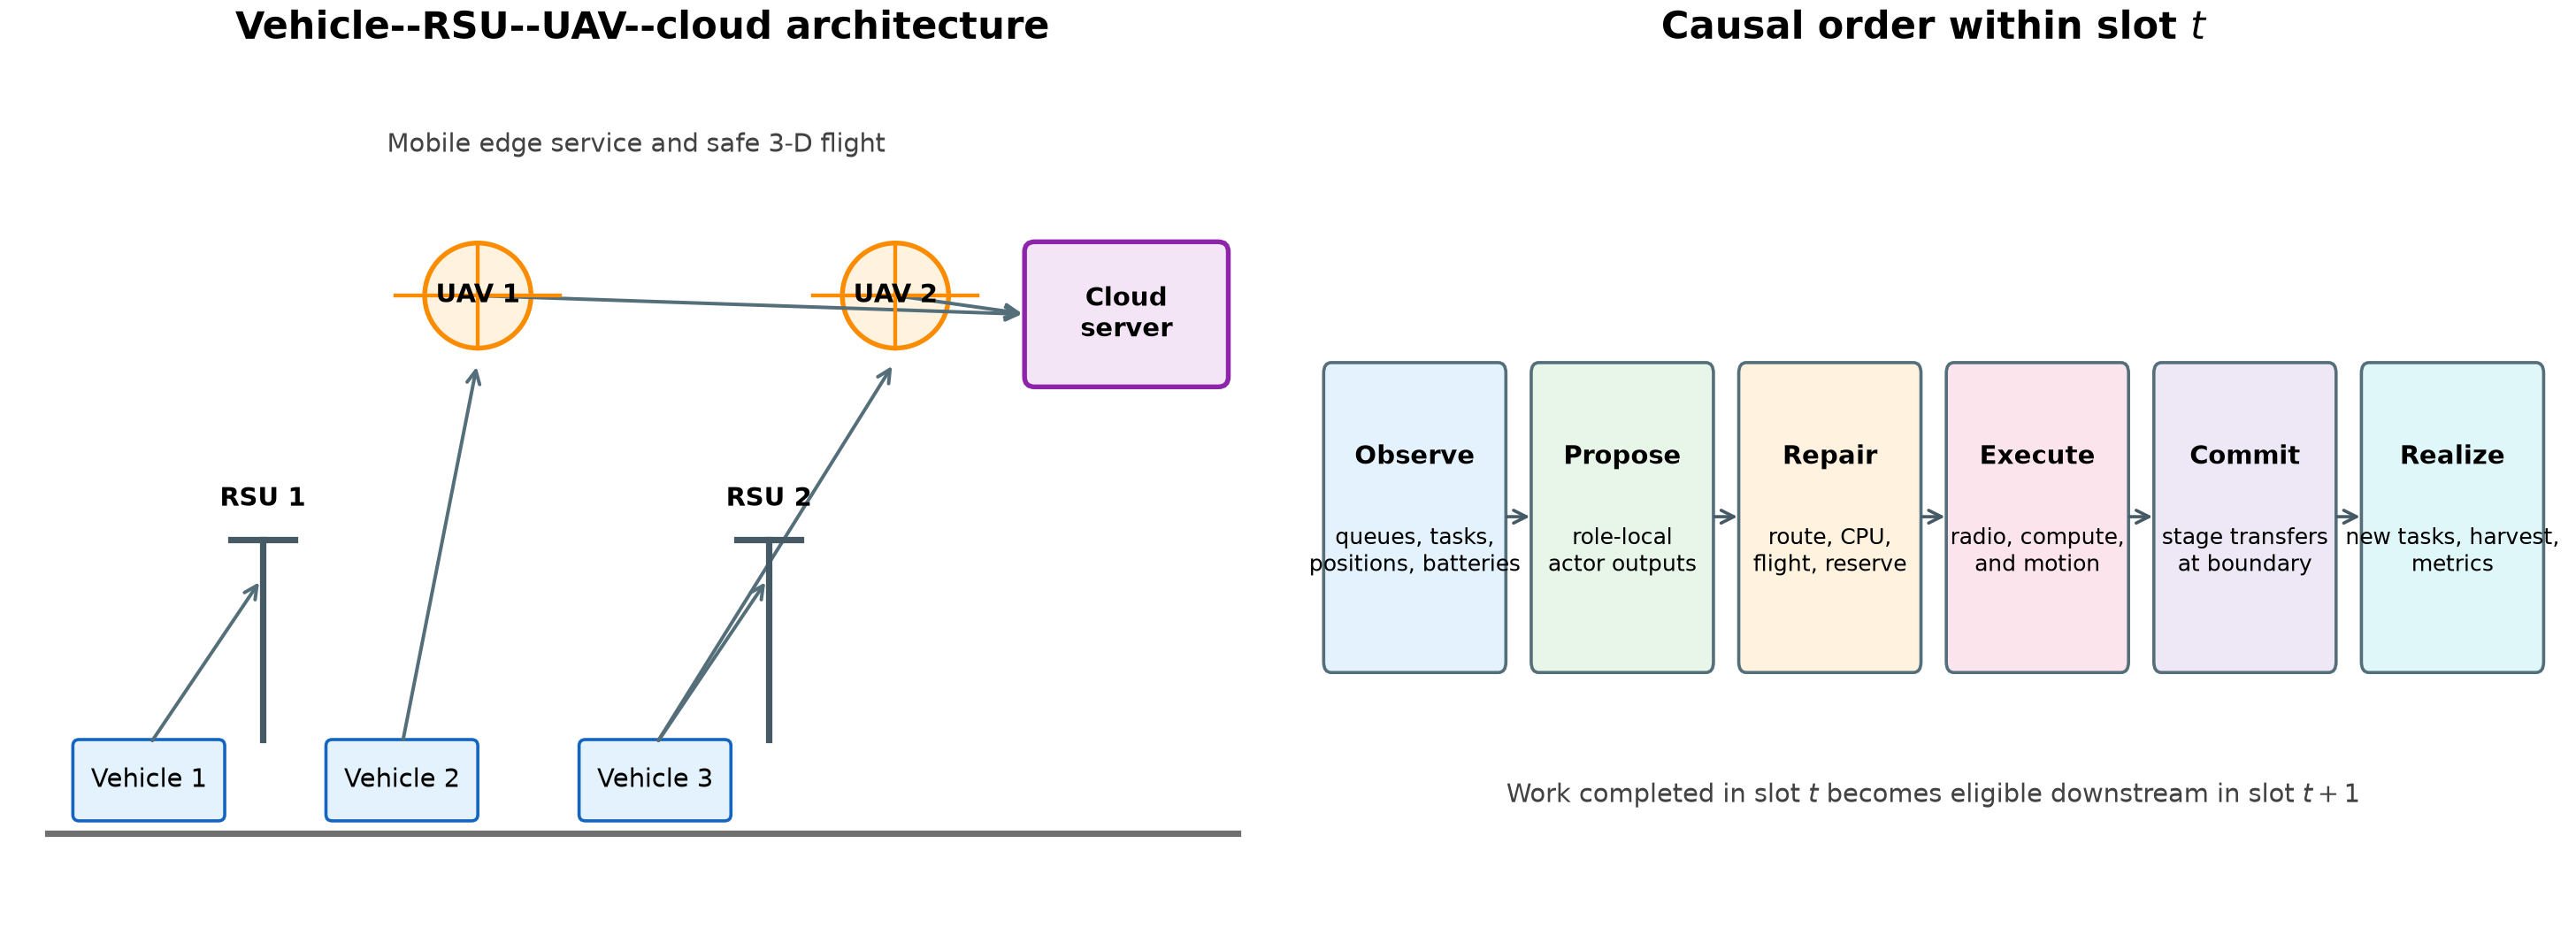 Vehicle--RSU--UAV--cloud architecture
Mobile edge service and safe 3-D flight
UAV 1
UAV 2
Cloud
server
RSU 1
RSU 2
Vehicle 1
Vehicle 2
Vehicle 3
Causal order within slot t
Observe
queues, tasks,
positions, batteries
Propose
role-local
actor outputs
Repair
route, CPU,
flight, reserve
Execute
radio, compute,
and motion
Commit
stage transfers
at boundary
Realize
new tasks, harvest,
metrics
Work completed in slot t becomes eligible downstream in slot t + 1